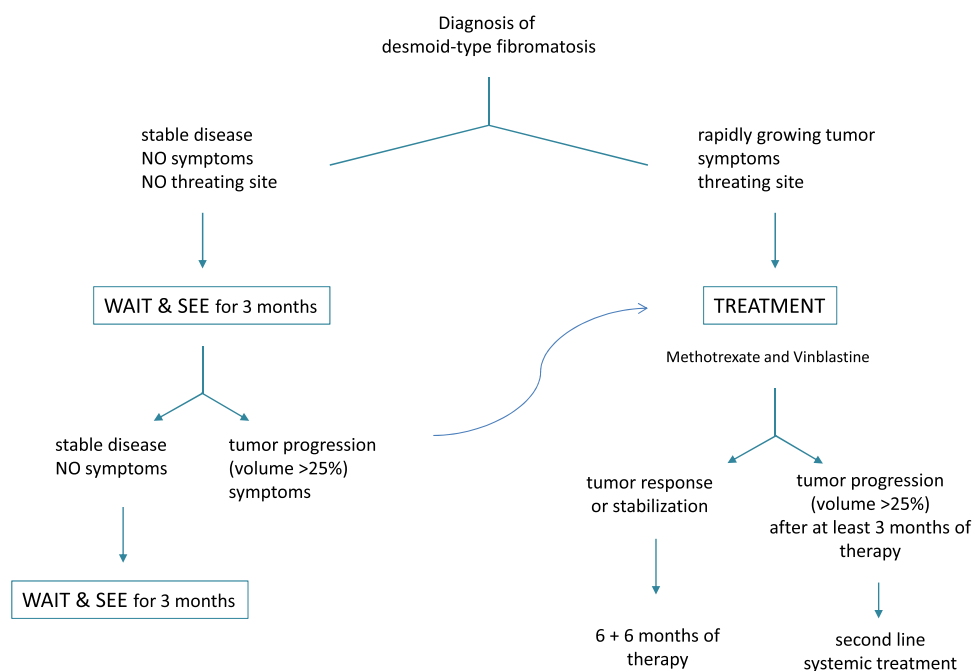 Diagnosis of
desmoid-type fibromatosis
stable disease
NO symptoms
NO threating site
rapidly growing tumor
symptoms
threating site
WAIT & SEE for 3 months
TREATMENT
Methotrexate and Vinblastine
stable disease
NO symptoms
tumor progression
(volume >25%)
symptoms
tumor response
or stabilization
tumor progression
(volume >25%)
after at least 3 months of
therapy
WAIT & SEE for 3 months
6 + 6 months of
therapy
second line
systemic treatment